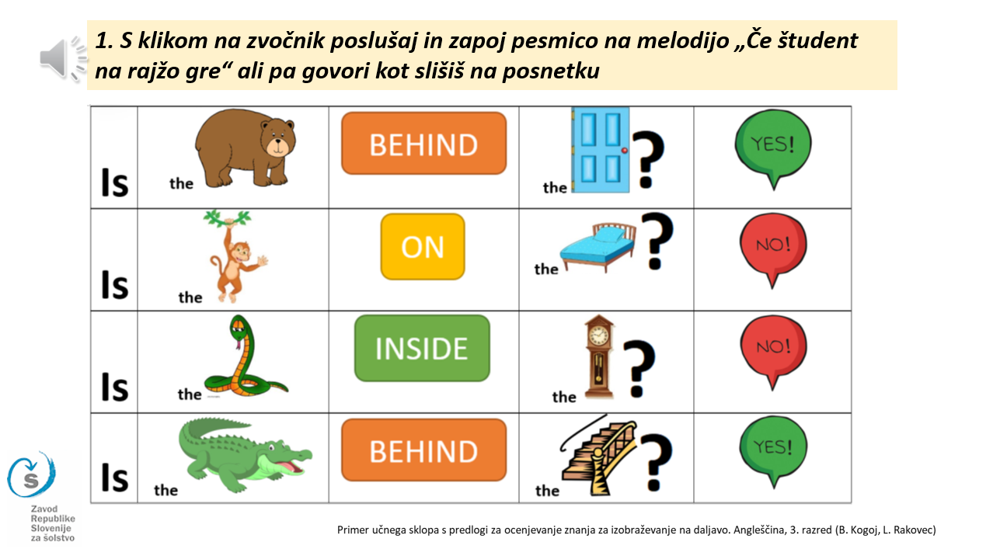 1. S klikom na zvočnik poslušaj in zapoj pesmico na melodijo „Če študent
na rajžo gre“ ali pa govori kot slišiš na posnetku
Is the BEHIND the ? YES!
Is the ON the ? NO!
Is the INSIDE the ? NO!
Is the BEHIND the ? YES!
S
Zavod
Republike
Slovenije
za šolstvo
Primer učnega sklopa s predlogi za ocenjevanje znanja za izobraževanje na daljavo. Angleščina, 3. razred (B. Kogoj, L. Rakovec)